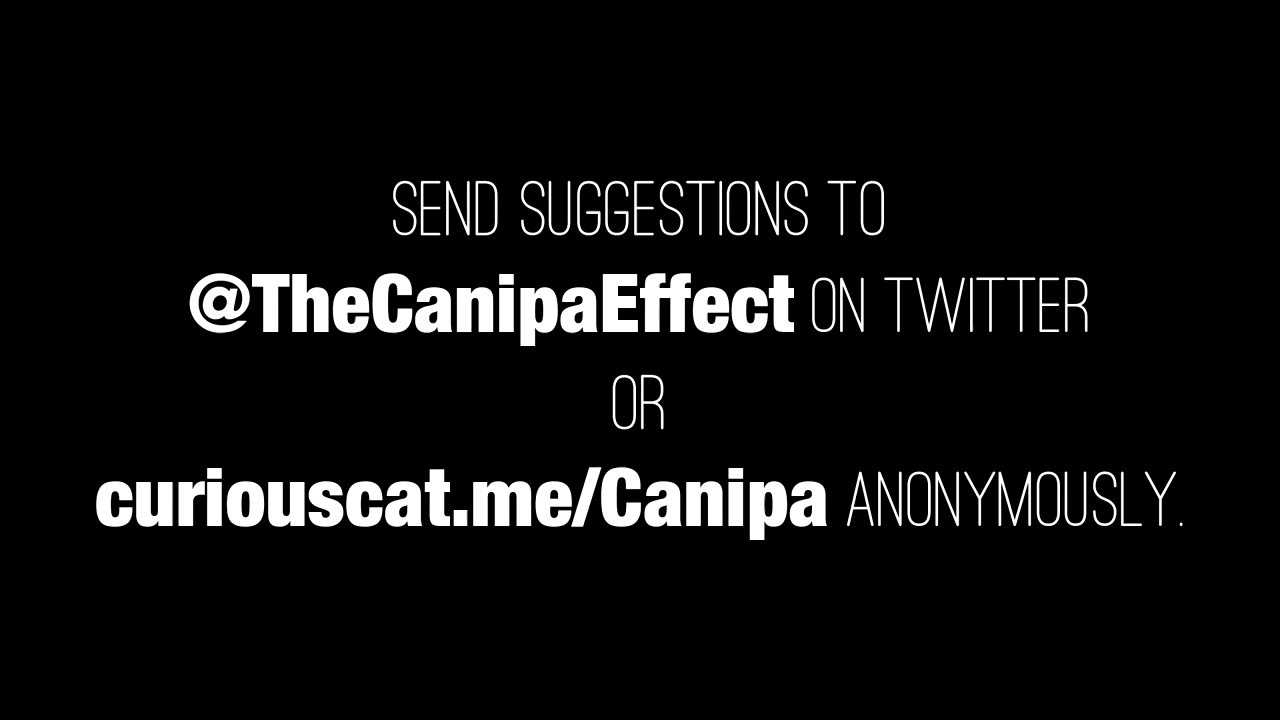 SEND SUGGESTIONS TO
@TheCanipaEffect ON TWITTER
OR
curiouscat.me/Canipa ANONYMOUSLY.